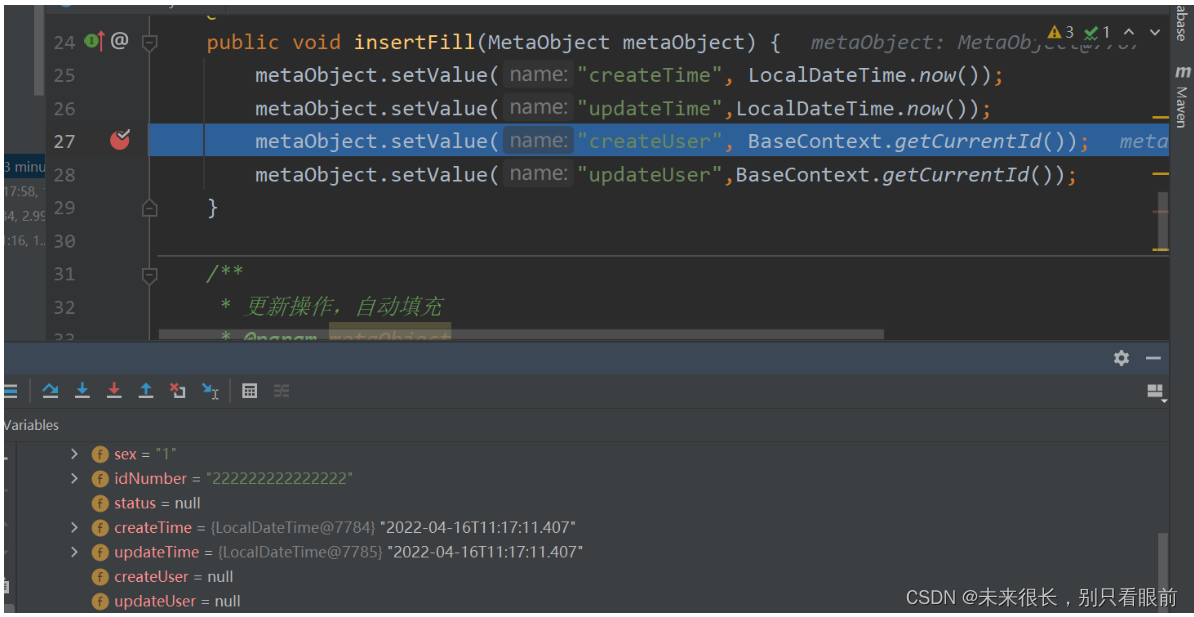 24 @ public void insertFill(MetaObject metaObject) { metaObject: MetaObject@7787 3 1
25 metaObject.setValue( name: "createTime", LocalDateTime.now());
26 metaObject.setValue( name: "updateTime",LocalDateTime.now());
27 metaObject.setValue( name: "createUser", BaseContext.getCurrentId()); meta
28 metaObject.setValue( name: "updateUser",BaseContext.getCurrentId());
29 }
30
31 /**
32 * 更新操作，自动填充
33 * @param metaObject
3 minu
17:58,
34, 2.99
1:16, 1..
abase
m Maven
Variables
f sex = "1"
f idNumber = "222222222222222"
f status = null
f createTime = {LocalDateTime@7784} "2022-04-16T11:17:11.407"
f updateTime = {LocalDateTime@7785} "2022-04-16T11:17:11.407"
f createUser = null
f updateUser = null
CSDN @未来很长，别只看眼前